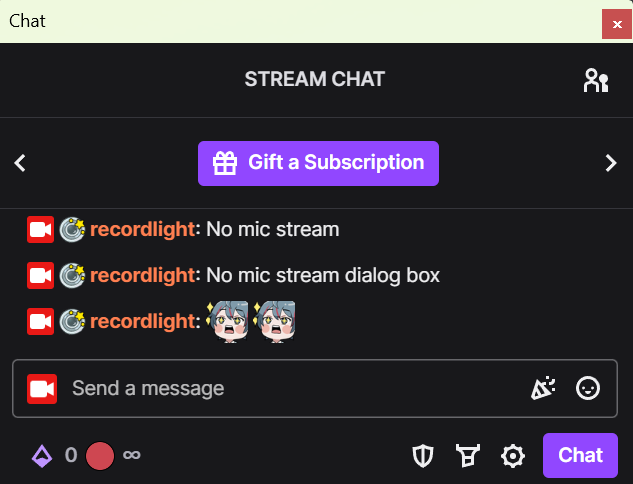 Chat
STREAM CHAT
Gift a Subscription
recordlight: No mic stream
recordlight: No mic stream dialog box
recordlight:
Send a message
0 ∞ Chat